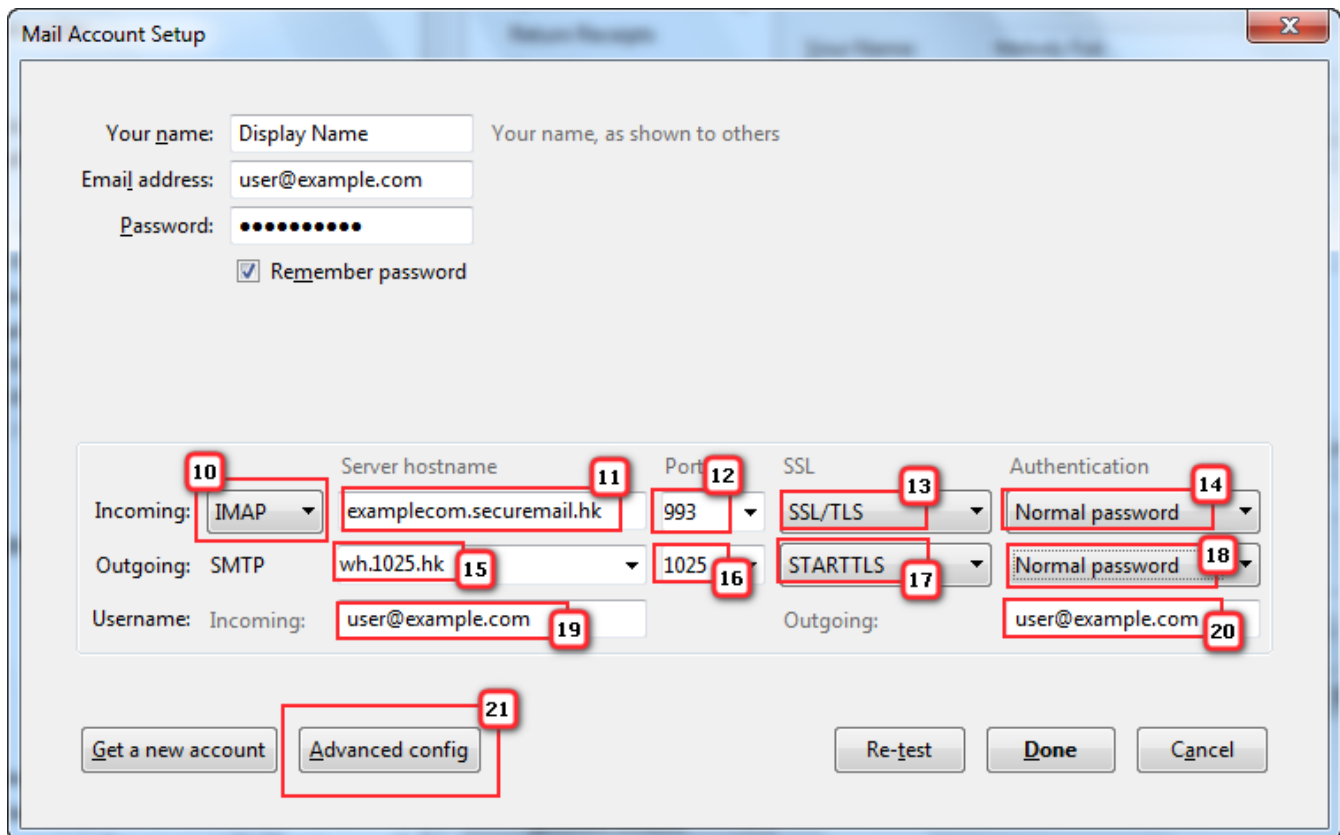 Mail Account Setup
Return Receipts
Your name: Display Name Your name, as shown to others
Email address: user@example.com
Password: ●●●●●●●●●●
Remember password
Server hostname Port SSL Authentication
10 11 12 13 14
Incoming: IMAP examplecom.securemail.hk 993 SSL/TLS Normal password
Outgoing: SMTP wh.1025.hk 15 1025 16 STARTTLS 17 Normal password 18
Username: Incoming: user@example.com 19 Outgoing: user@example.com 20
21
Get a new account Advanced config Re-test Done Cancel